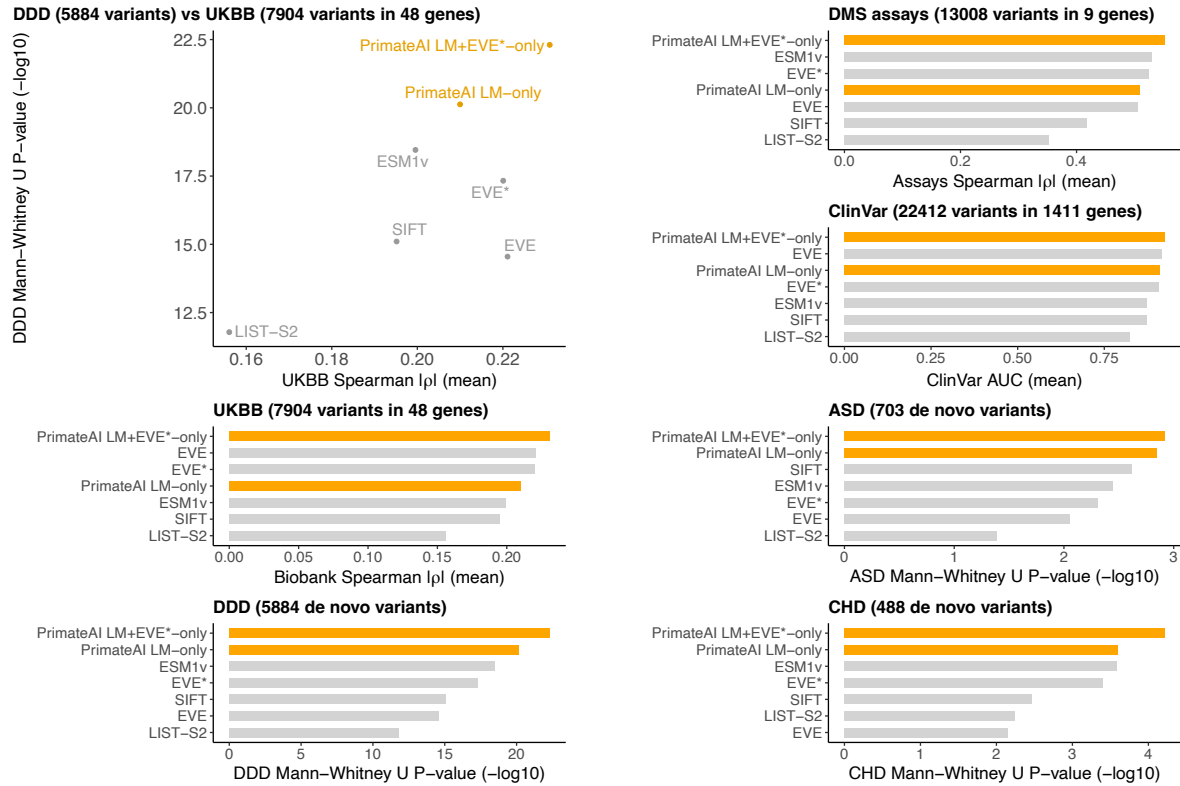 DDD (5884 variants) vs UKBB (7904 variants in 48 genes)
DDD Mann−Whitney U P−value (−log10)
22.5
20.0
17.5
15.0
12.5
PrimateAI LM+EVE*−only
PrimateAI LM−only
ESM1v
EVE*
SIFT
EVE
LIST−S2
0.16
0.18
0.20
0.22
UKBB Spearman |ρ| (mean)
DMS assays (13008 variants in 9 genes)
PrimateAI LM+EVE*−only
ESM1v
EVE*
PrimateAI LM−only
EVE
SIFT
LIST−S2
0.0
0.2
0.4
Assays Spearman |ρ| (mean)
ClinVar (22412 variants in 1411 genes)
PrimateAI LM+EVE*−only
EVE
PrimateAI LM−only
EVE*
ESM1v
SIFT
LIST−S2
0.00
0.25
0.50
0.75
ClinVar AUC (mean)
UKBB (7904 variants in 48 genes)
PrimateAI LM+EVE*−only
EVE
EVE*
PrimateAI LM−only
ESM1v
SIFT
LIST−S2
0.00
0.05
0.10
0.15
0.20
Biobank Spearman |ρ| (mean)
ASD (703 de novo variants)
PrimateAI LM+EVE*−only
PrimateAI LM−only
SIFT
ESM1v
EVE*
EVE
LIST−S2
0
1
2
3
ASD Mann−Whitney U P−value (−log10)
DDD (5884 de novo variants)
PrimateAI LM+EVE*−only
PrimateAI LM−only
ESM1v
EVE*
SIFT
EVE
LIST−S2
0
5
10
15
20
DDD Mann−Whitney U P−value (−log10)
CHD (488 de novo variants)
PrimateAI LM+EVE*−only
PrimateAI LM−only
ESM1v
EVE*
SIFT
LIST−S2
EVE
0
1
2
3
4
CHD Mann−Whitney U P−value (−log10)